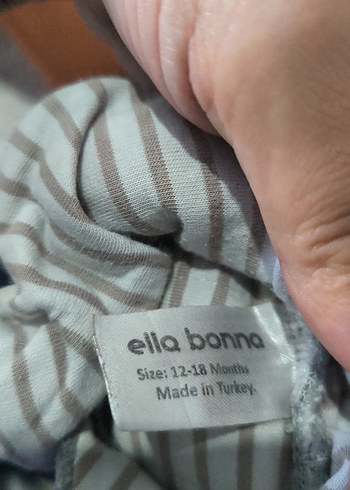 ella bonna
Size: 12-18 Months
Made in Turkey.